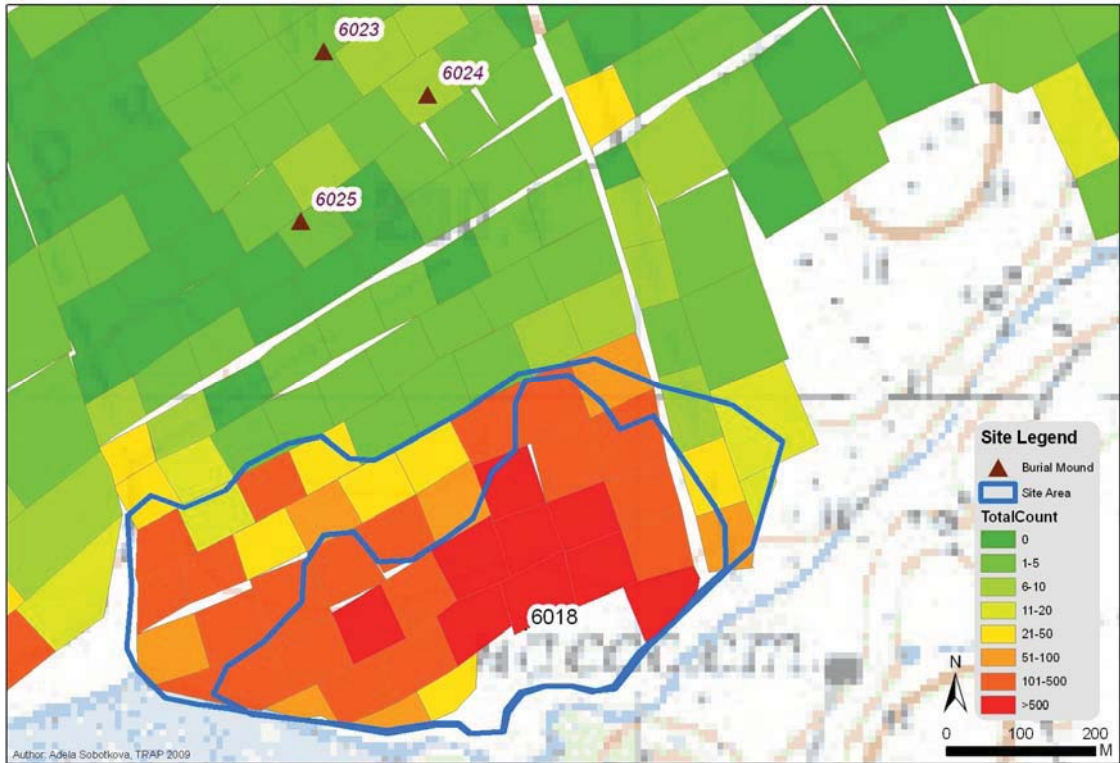 6023
6024
6025
6018
Site Legend
Burial Mound
Site Area
TotalCount
0
1-5
6-10
11-20
21-50
51-100
101-500
>500
N
0 100 200
M
Author: Adela Sobotkova, TRAP 2009